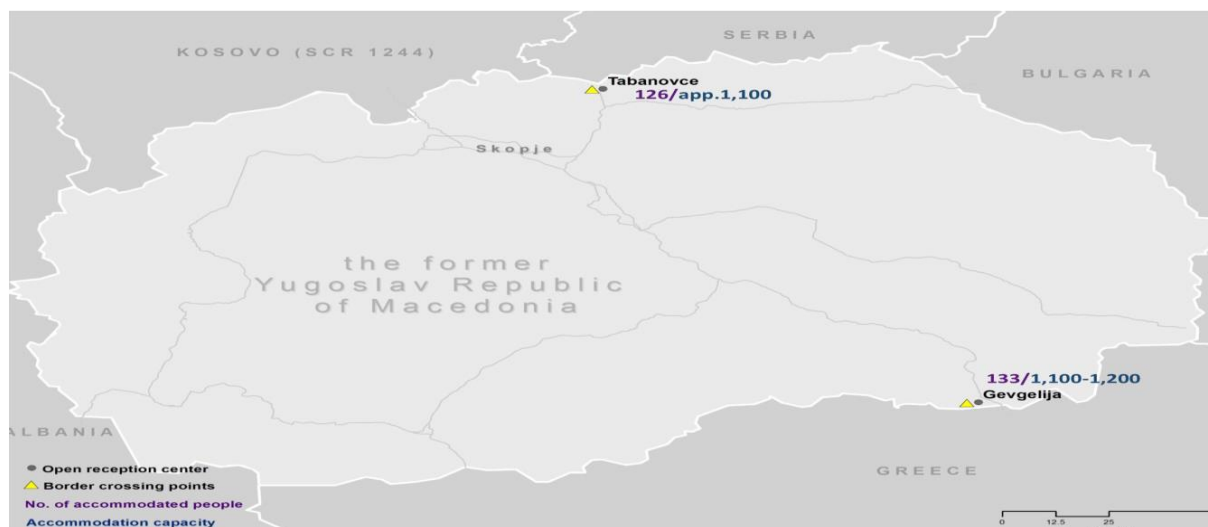 SERBIA
KOSOVO (SCR 1244)
BULGARIA
Tabanovce
126/app.1,100
Skopje
the former
Yugoslav Republic
of Macedonia
133/1,100-1,200
Gevgelija
ALBANIA
GREECE
Open reception center
Border crossing points
No. of accommodated people
Accommodation capacity
0 12.5 25